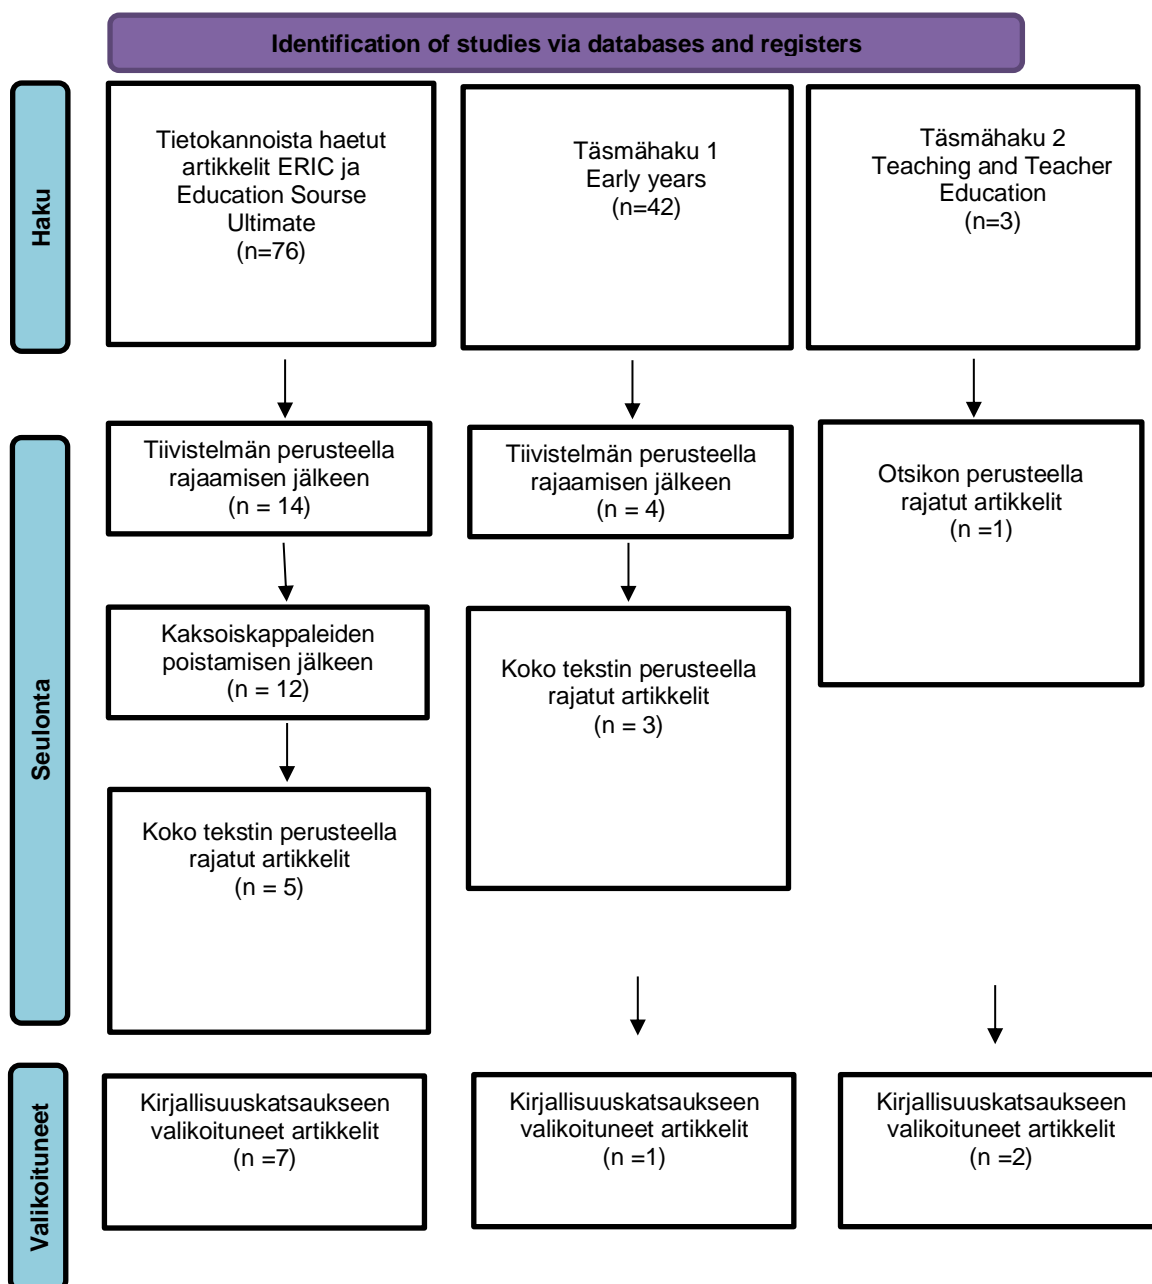 Identification of studies via databases and registers
Haku
Tietokannoista haetut
artikkelit ERIC ja
Education Sourse
Ultimate
(n=76)
Täsmähaku 1
Early years
(n=42)
Täsmähaku 2
Teaching and Teacher
Education
(n=3)
Seulonta
Tiivistelmän perusteella
rajaamisen jälkeen
(n = 14)
Tiivistelmän perusteella
rajaamisen jälkeen
(n = 4)
Otsikon perusteella
rajatut artikkelit
(n =1)
Kaksoiskappaleiden
poistamisen jälkeen
(n = 12)
Koko tekstin perusteella
rajatut artikkelit
(n = 3)
Koko tekstin perusteella
rajatut artikkelit
(n = 5)
Valikoituneet
Kirjallisuuskatsaukseen
valikoituneet artikkelit
(n =7)
Kirjallisuuskatsaukseen
valikoituneet artikkelit
(n =1)
Kirjallisuuskatsaukseen
valikoituneet artikkelit
(n =2)